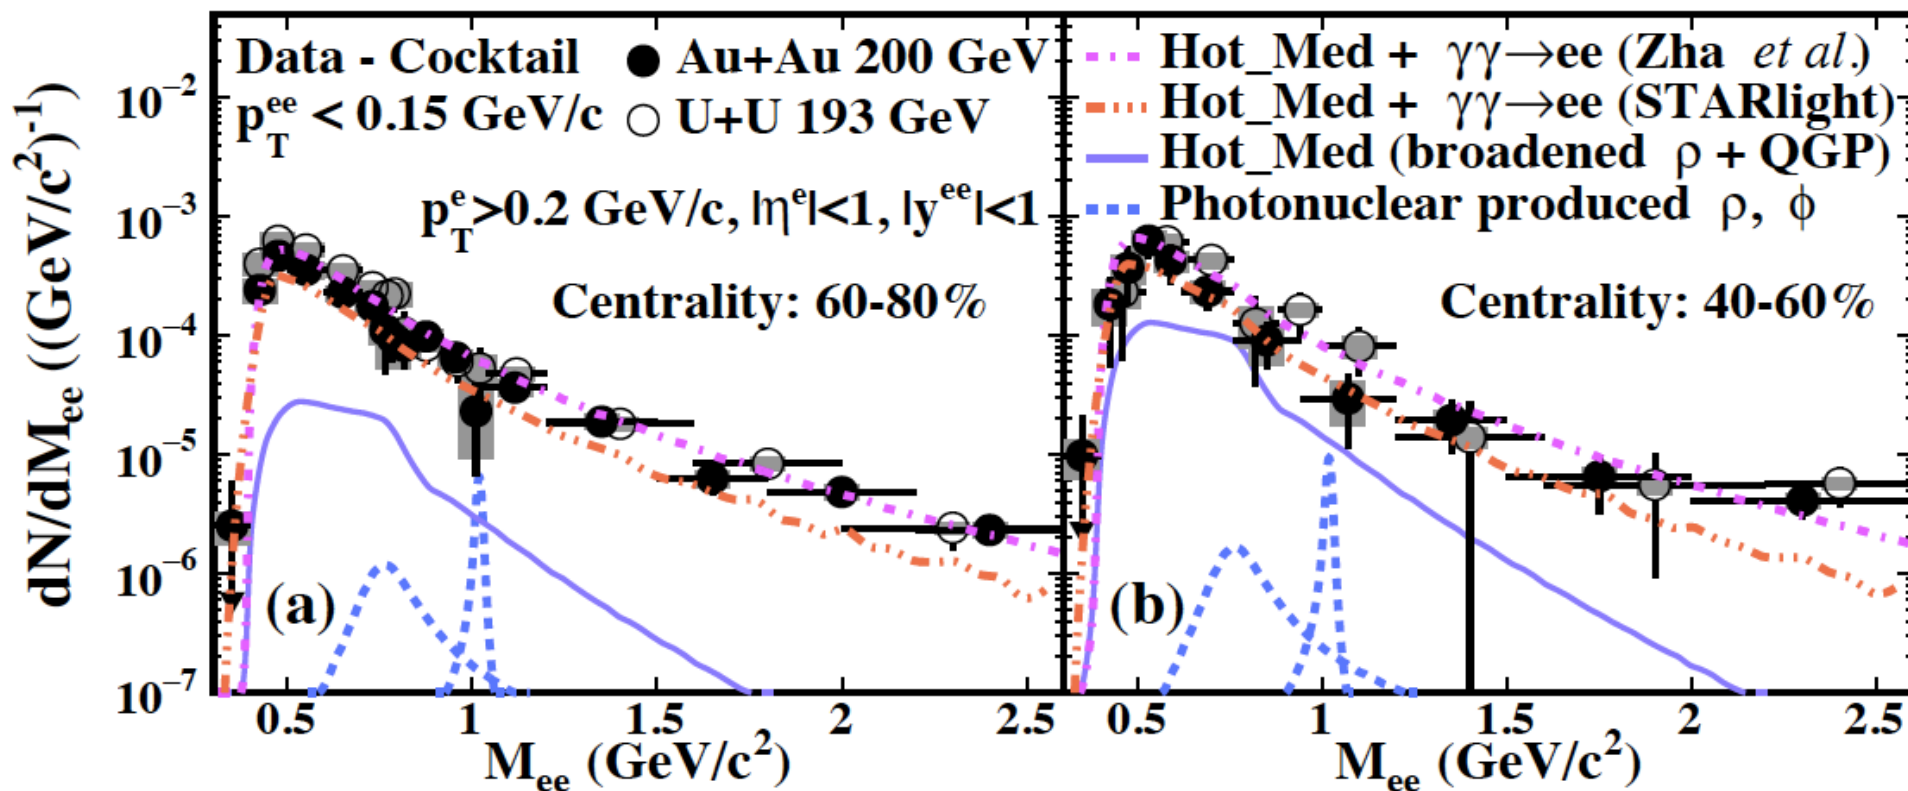 Data - Cocktail ● Au+Au 200 GeV
p_T^ee < 0.15 GeV/c ○ U+U 193 GeV
p_T^e>0.2 GeV/c, |η^e|<1, |y^ee|<1
Centrality: 60-80%
(a)
Hot_Med + γγ→ee (Zha et al.)
Hot_Med + γγ→ee (STARlight)
Hot_Med (broadened ρ + QGP)
Photonuclear produced ρ, ϕ
Centrality: 40-60%
(b)
dN/dM_ee ((GeV/c²)⁻¹)
10⁻²
10⁻³
10⁻⁴
10⁻⁵
10⁻⁶
10⁻⁷
0.5 1 1.5 2 2.5
0.5 1 1.5 2 2.5
M_ee (GeV/c²)
M_ee (GeV/c²)